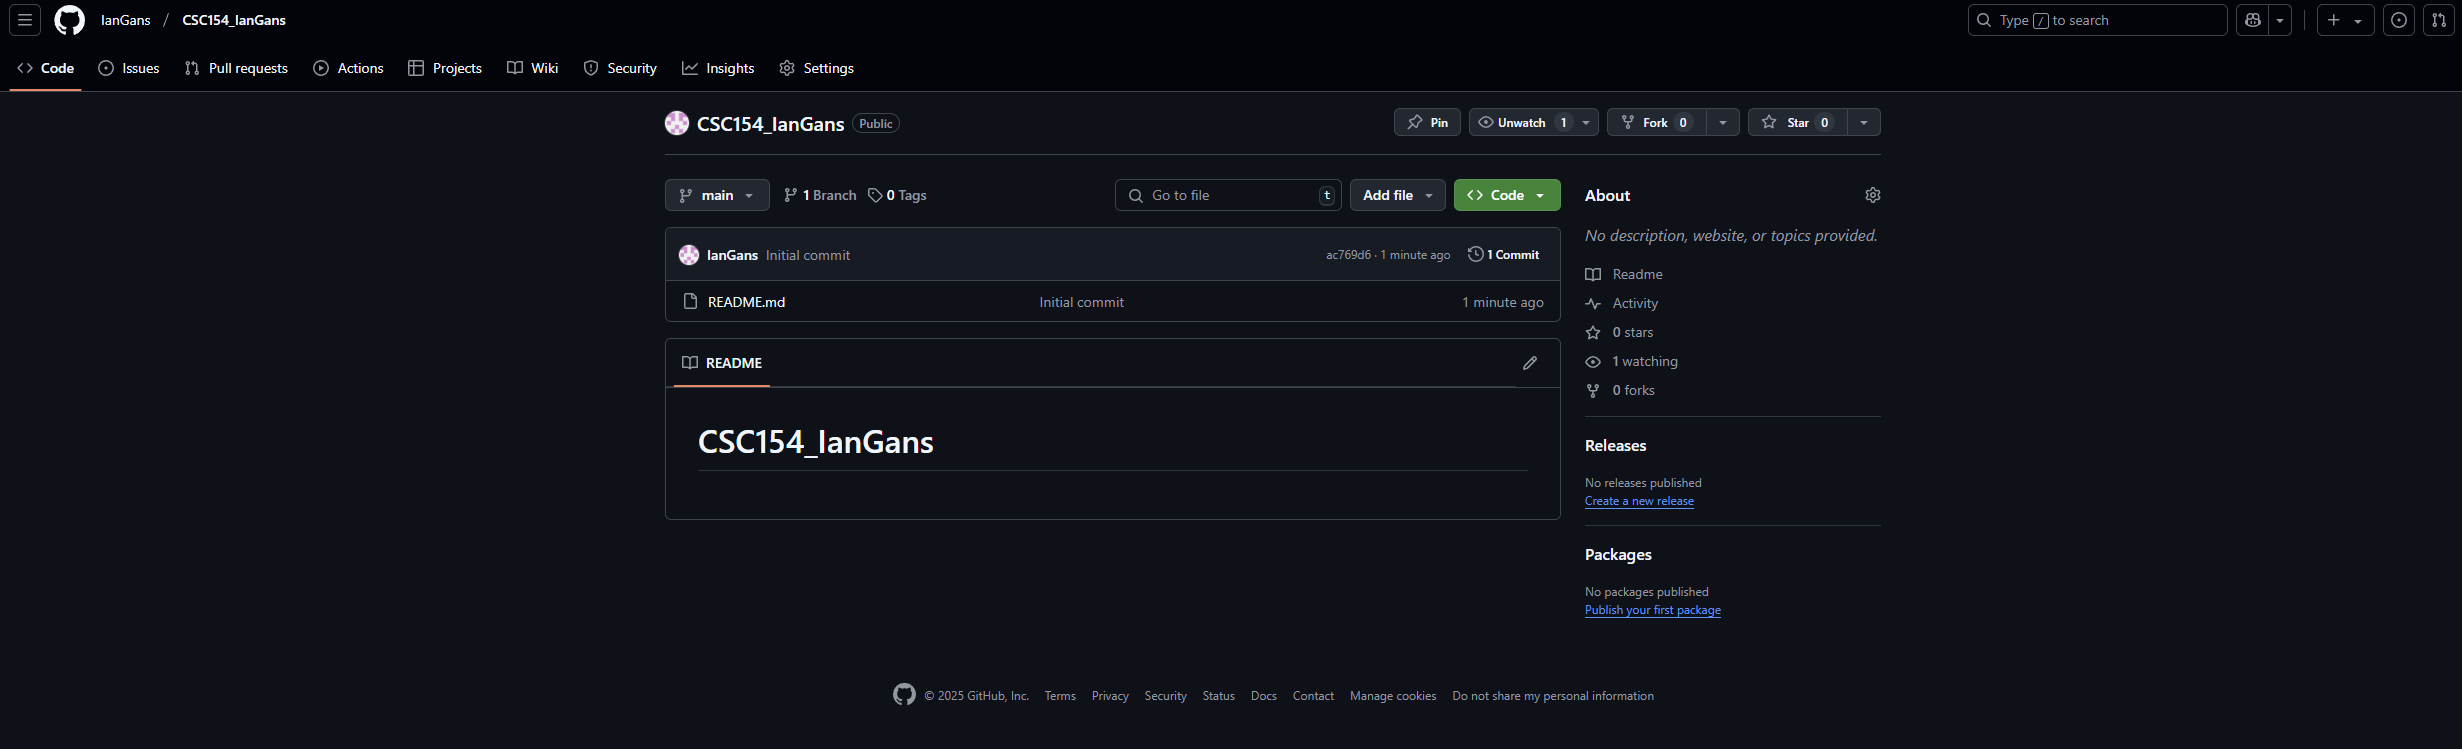 IanGans / CSC154_IanGans
Type / to search
Code Issues Pull requests Actions Projects Wiki Security Insights Settings
CSC154_IanGans Public
Pin Unwatch 1 Fork 0 Star 0
main 1 Branch 0 Tags
Go to file t Add file Code
IanGans Initial commit ac769d6 · 1 minute ago 1 Commit
README.md Initial commit 1 minute ago
README
CSC154_IanGans
About
No description, website, or topics provided.
Readme
Activity
0 stars
1 watching
0 forks
Releases
No releases published
Create a new release
Packages
No packages published
Publish your first package
© 2025 GitHub, Inc. Terms Privacy Security Status Docs Contact Manage cookies Do not share my personal information